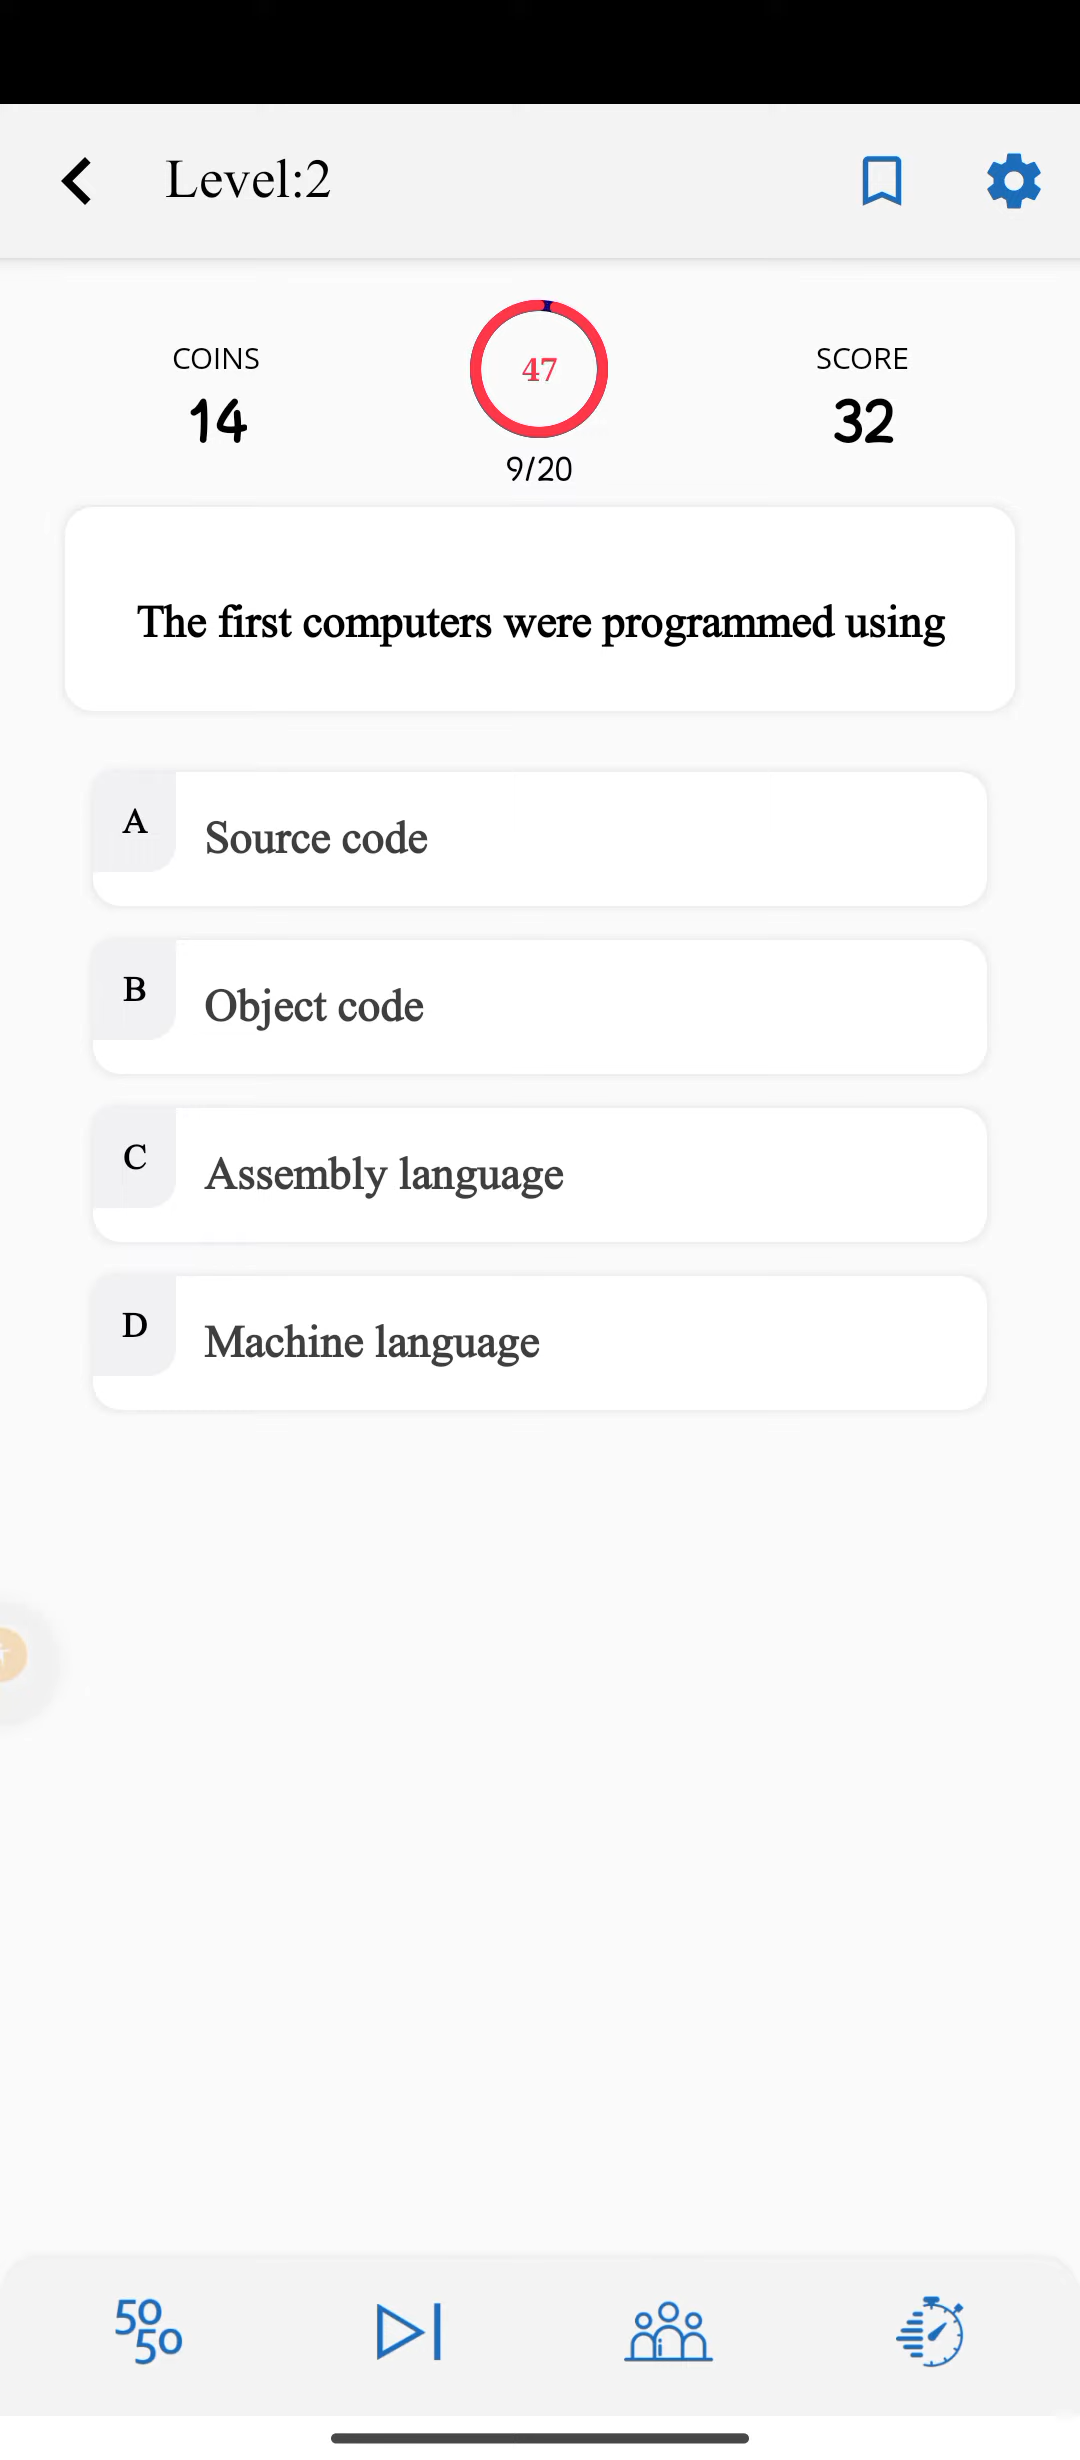 Level:2
COINS
14
47
9/20
SCORE
32
The first computers were programmed using
A
Source code
B
Object code
C
Assembly language
D
Machine language
50
50